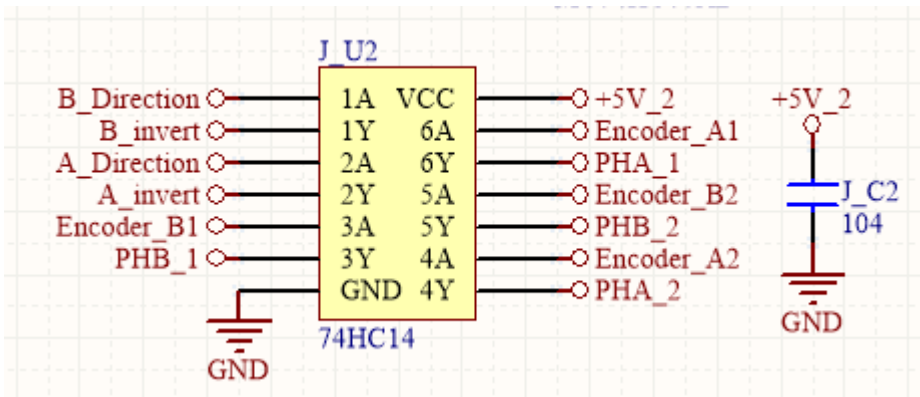 J_U2
B_Direction 1A VCC +5V_2 +5V_2
B_invert 1Y 6A Encoder_A1
A_Direction 2A 6Y PHA_1
A_invert 2Y 5A Encoder_B2 J_C2
Encoder_B1 3A 5Y PHB_2 104
PHB_1 3Y 4A Encoder_A2
GND 4Y PHA_2
GND
74HC14
GND